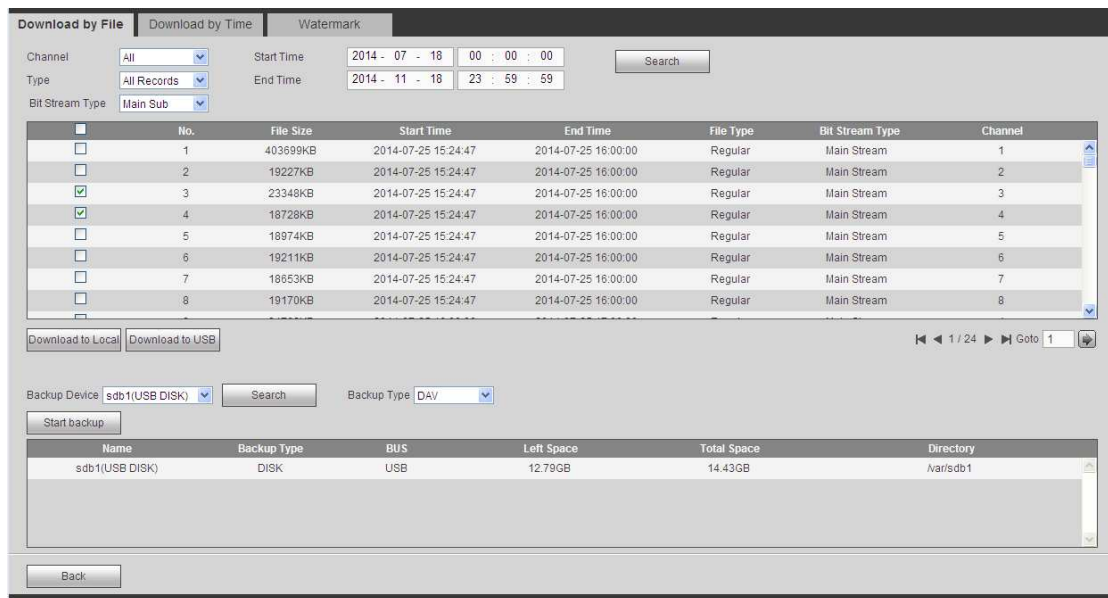 Download by File Download by Time Watermark
Channel All Start Time 2014 - 07 - 18 00 : 00 : 00 Search
Type All Records End Time 2014 - 11 - 18 23 : 59 : 59
Bit Stream Type Main Sub
No. File Size Start Time End Time File Type Bit Stream Type Channel
1 403699KB 2014-07-25 15:24:47 2014-07-25 16:00:00 Regular Main Stream 1
2 19227KB 2014-07-25 15:24:47 2014-07-25 16:00:00 Regular Main Stream 2
3 23348KB 2014-07-25 15:24:47 2014-07-25 16:00:00 Regular Main Stream 3
4 18728KB 2014-07-25 15:24:47 2014-07-25 16:00:00 Regular Main Stream 4
5 18974KB 2014-07-25 15:24:47 2014-07-25 16:00:00 Regular Main Stream 5
6 19211KB 2014-07-25 15:24:47 2014-07-25 16:00:00 Regular Main Stream 6
7 18653KB 2014-07-25 15:24:47 2014-07-25 16:00:00 Regular Main Stream 7
8 19170KB 2014-07-25 15:24:47 2014-07-25 16:00:00 Regular Main Stream 8
Download to Local Download to USB 1 / 24 Goto 1
Backup Device sdb1(USB DISK) Search Backup Type DAV
Start backup
Name Backup Type BUS Left Space Total Space Directory
sdb1(USB DISK) DISK USB 12.79GB 14.43GB /var/sdb1
Back